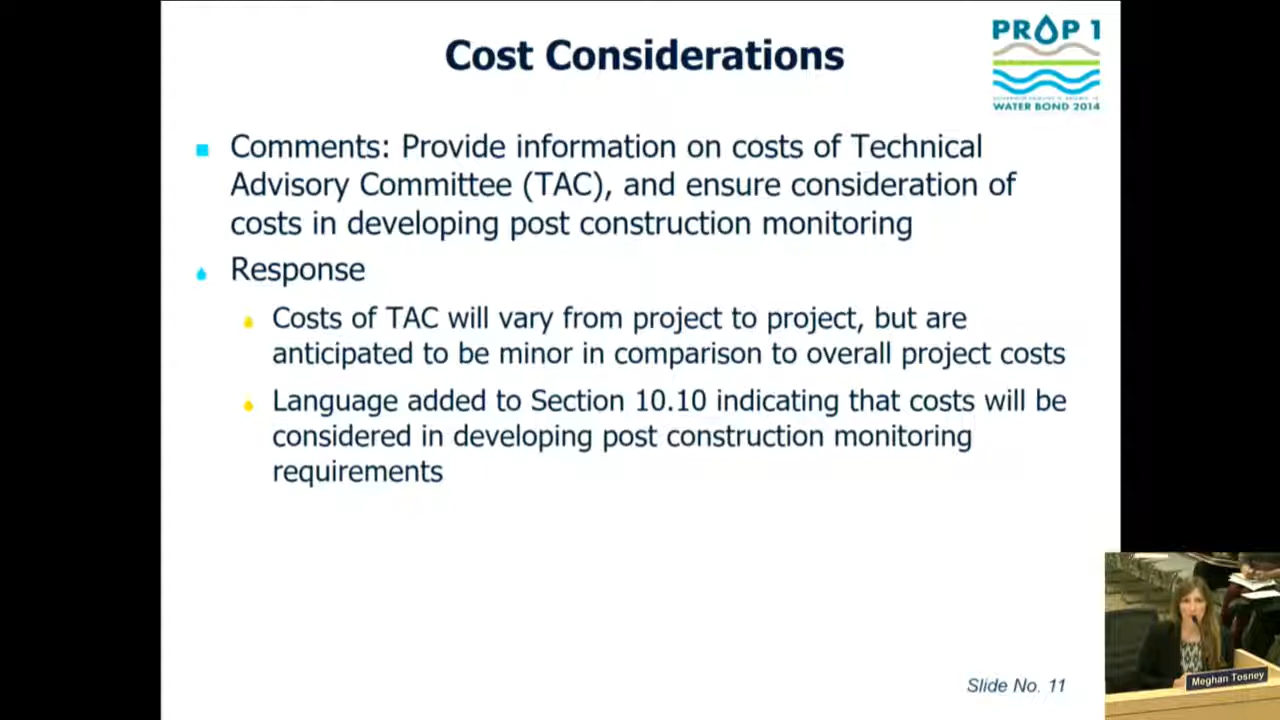 Cost Considerations
PROP 1
WATER BOND 2014
Comments: Provide information on costs of Technical
Advisory Committee (TAC), and ensure consideration of
costs in developing post construction monitoring
Response
Costs of TAC will vary from project to project, but are
anticipated to be minor in comparison to overall project costs
Language added to Section 10.10 indicating that costs will be
considered in developing post construction monitoring
requirements
Slide No. 11
Meghan Tosney